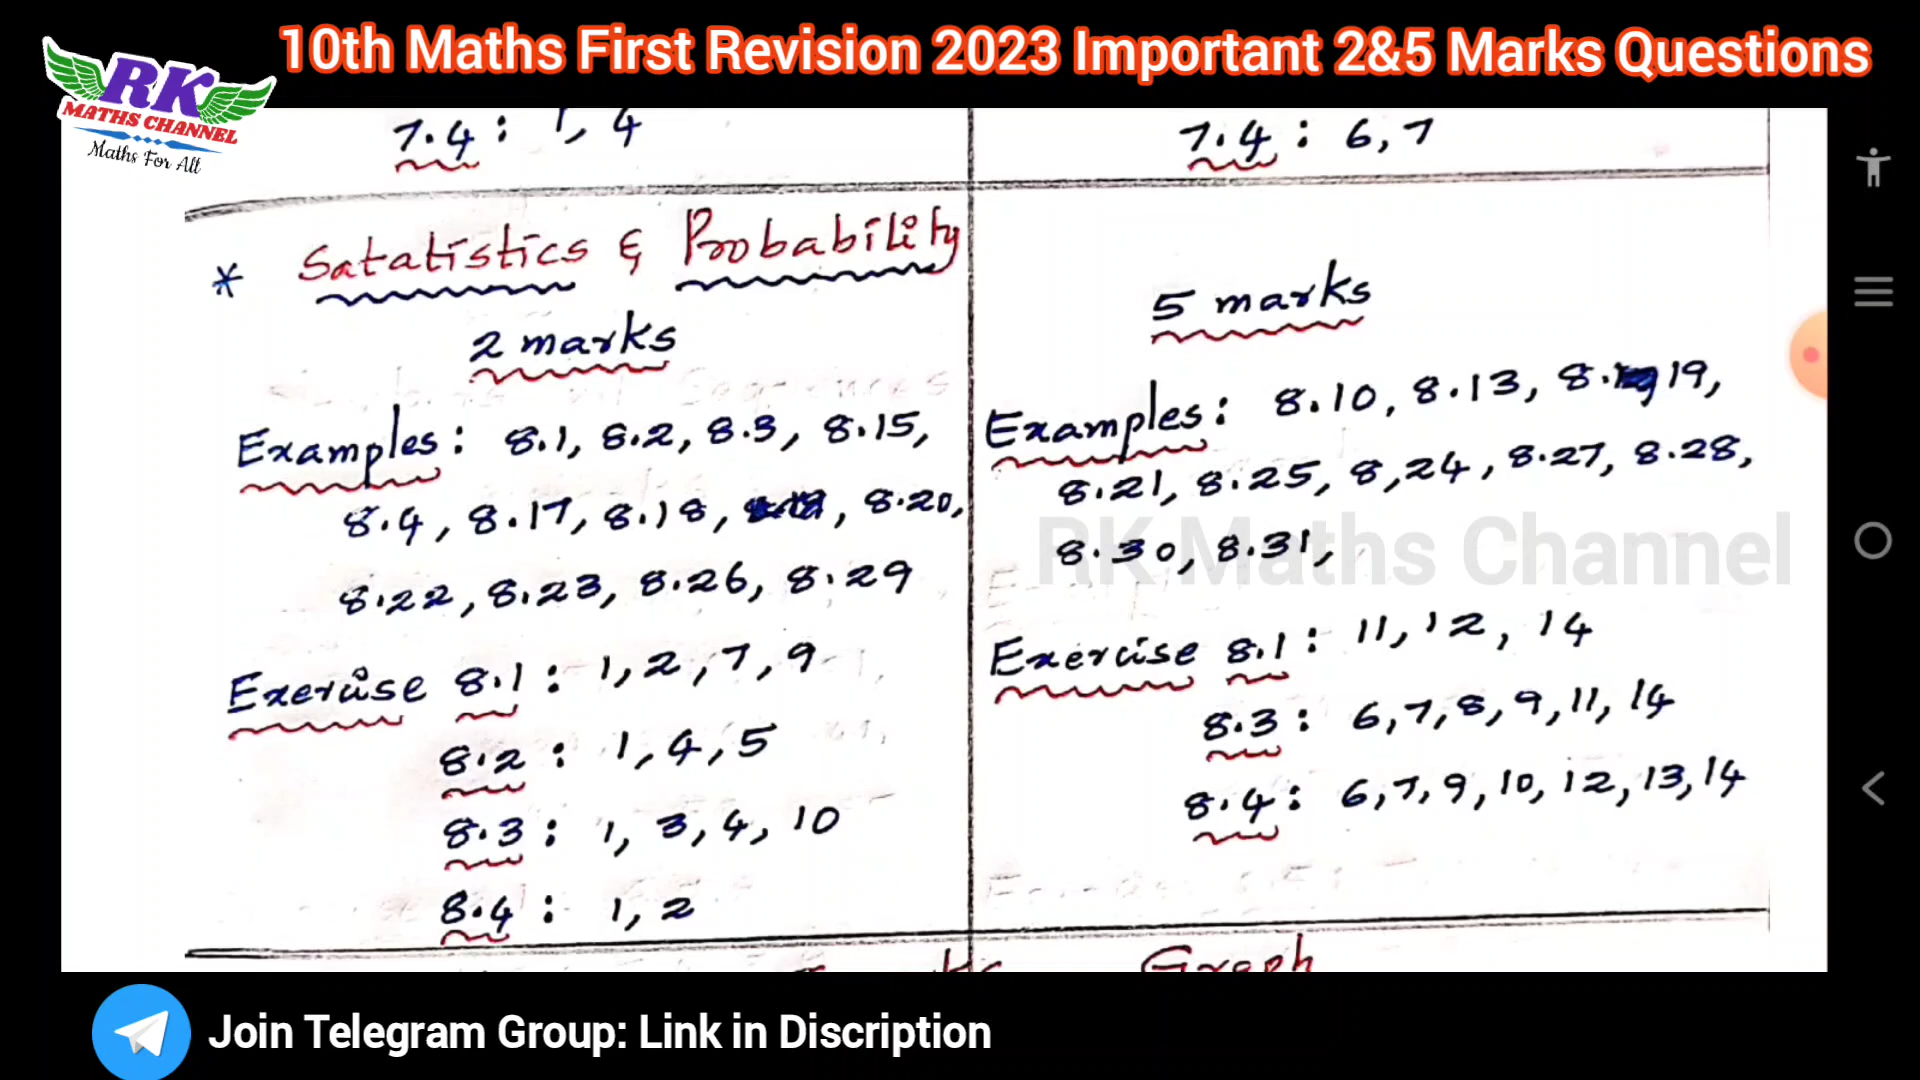 10th Maths First Revision 2023 Important 2&5 Marks Questions
RK
MATHS CHANNEL
Maths For All
7.4 : 1, 4
7.4 : 6, 7
* Satatistics & Probability
2 marks
Examples : 8.1, 8.2, 8.3, 8.15,
8.4, 8.17, 8.18, , 8.20,
8.22, 8.23, 8.26, 8.29
Exercise 8.1 : 1, 2, 7, 9
8.2 : 1, 4, 5
8.3 : 1, 3, 4, 10
8.4 : 1, 2
5 marks
Examples : 8.10, 8.13, 8.19,
8.21, 8.25, 8,24, 8.27, 8.28,
8.30, 8.31,
RK Maths Channel
Exercise 8.1 : 11, 12, 14
8.3 : 6, 7, 8, 9, 11, 14
8.4 : 6, 7, 9, 10, 12, 13, 14
Graph
Join Telegram Group: Link in Discription